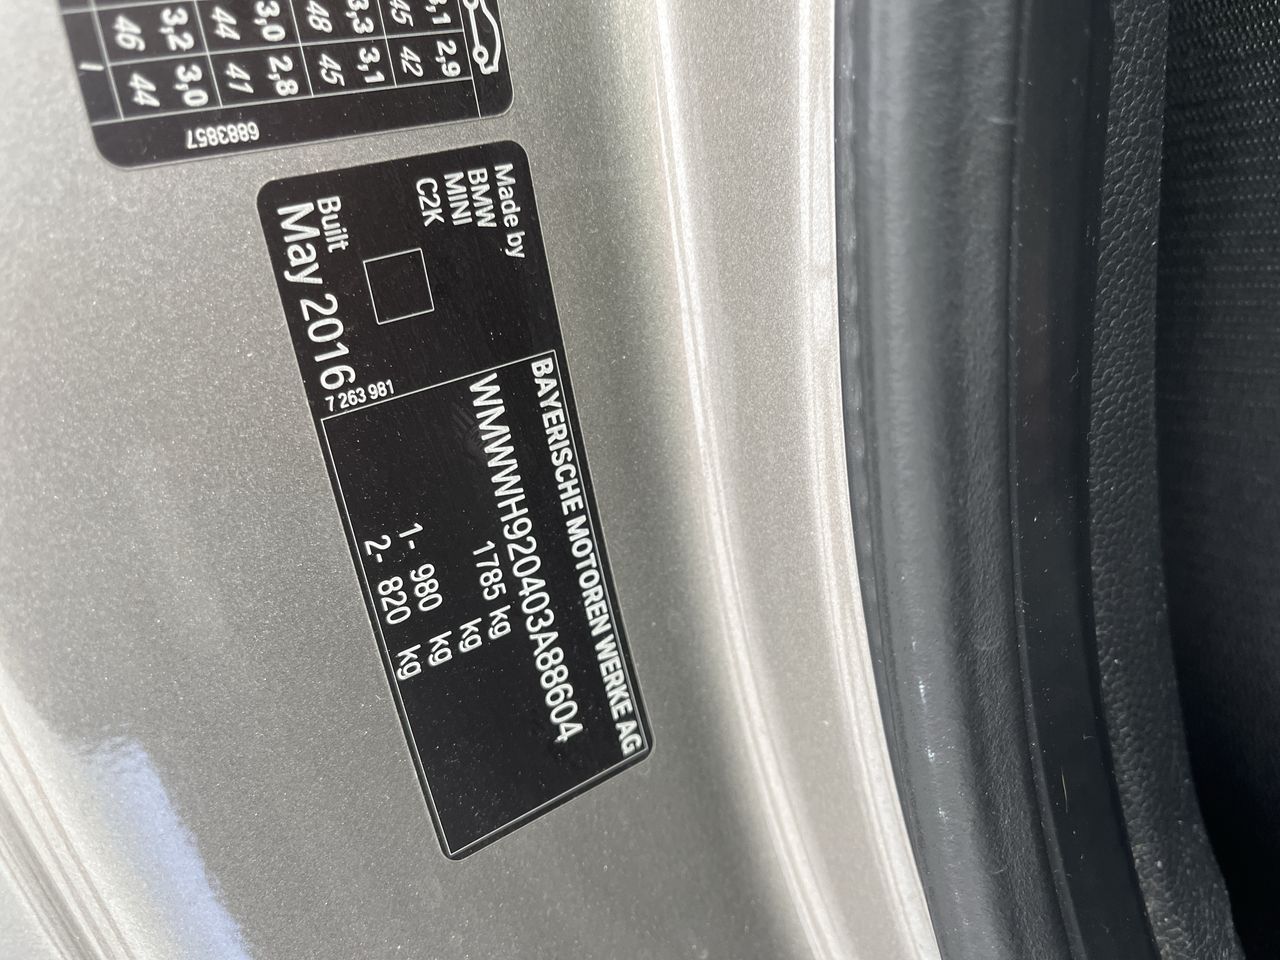 2,9
45 42
3,3 3,1
48 45
3,0 2,8
44 41
3,2 3,0
46 44
6883857
Made by
BMW
MINI
C2K
Built
May 2016
7 263 981
BAYERISCHE MOTOREN WERKE AG
WMWWH920403A88604
1785 kg
kg
1- 980 kg
2- 820 kg